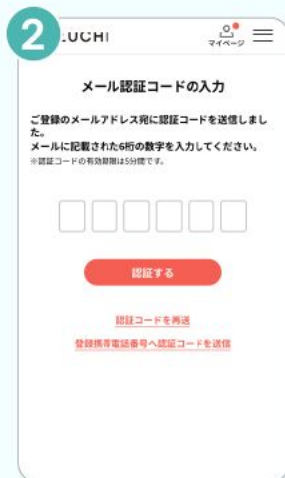 2
UCHI
マイページ
メール認証コードの入力
ご登録のメールアドレス宛に認証コードを送信しまし
た。
メールに記載された6桁の数字を入力してください。
※認証コードの有効期限は5分間です。
認証する
認証コードを再送
登録携帯電話番号へ認証コードを送信